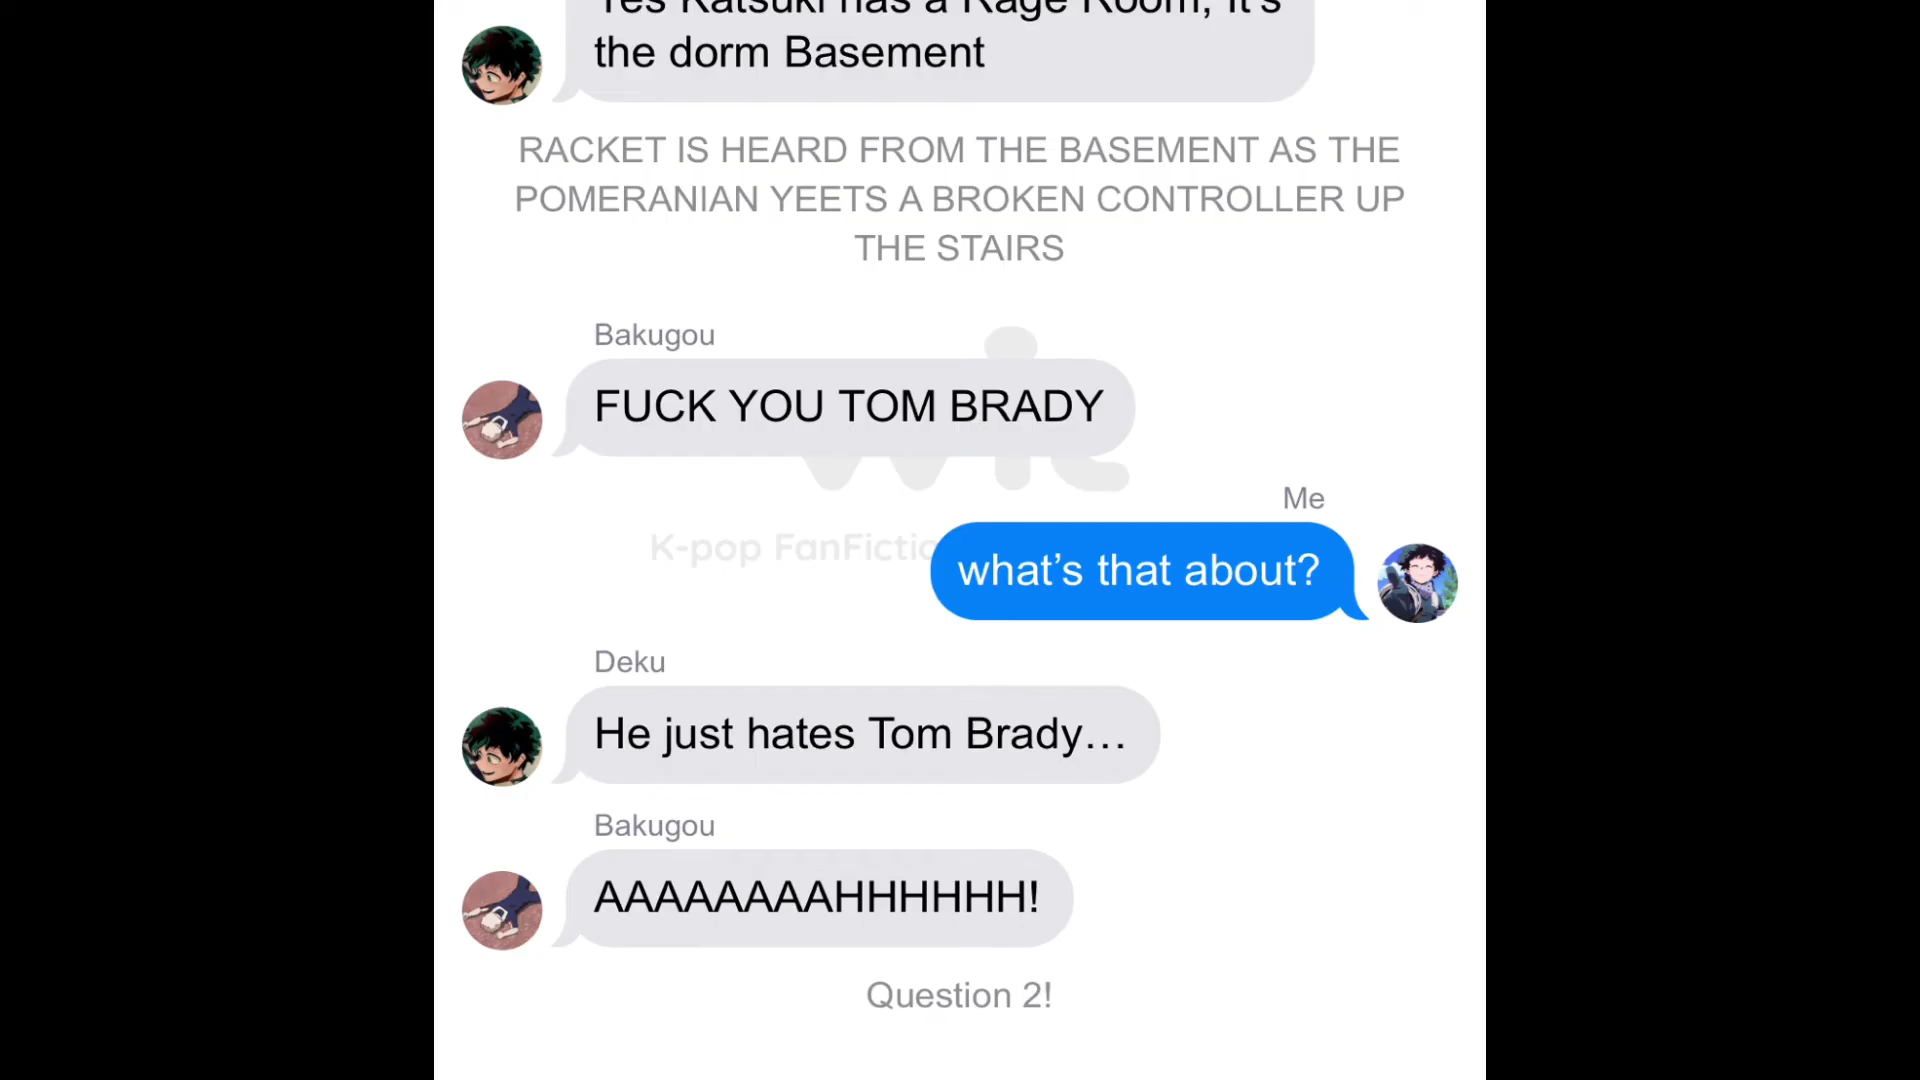 Yes Katsuki has a Rage Room, it's
the dorm Basement
RACKET IS HEARD FROM THE BASEMENT AS THE
POMERANIAN YEETS A BROKEN CONTROLLER UP
THE STAIRS
Bakugou
FUCK YOU TOM BRADY
Me
K-pop FanFictio
what’s that about?
Deku
He just hates Tom Brady…
Bakugou
AAAAAAAAHHHHHH!
Question 2!